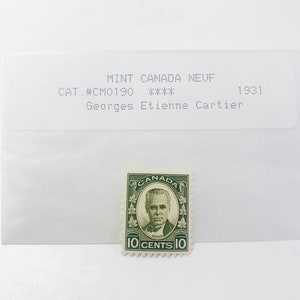 MINT CANADA NEUF
CAT.#CM0190 **** 1931
Georges Etienne Cartier
CANADA
10 CENTS 10